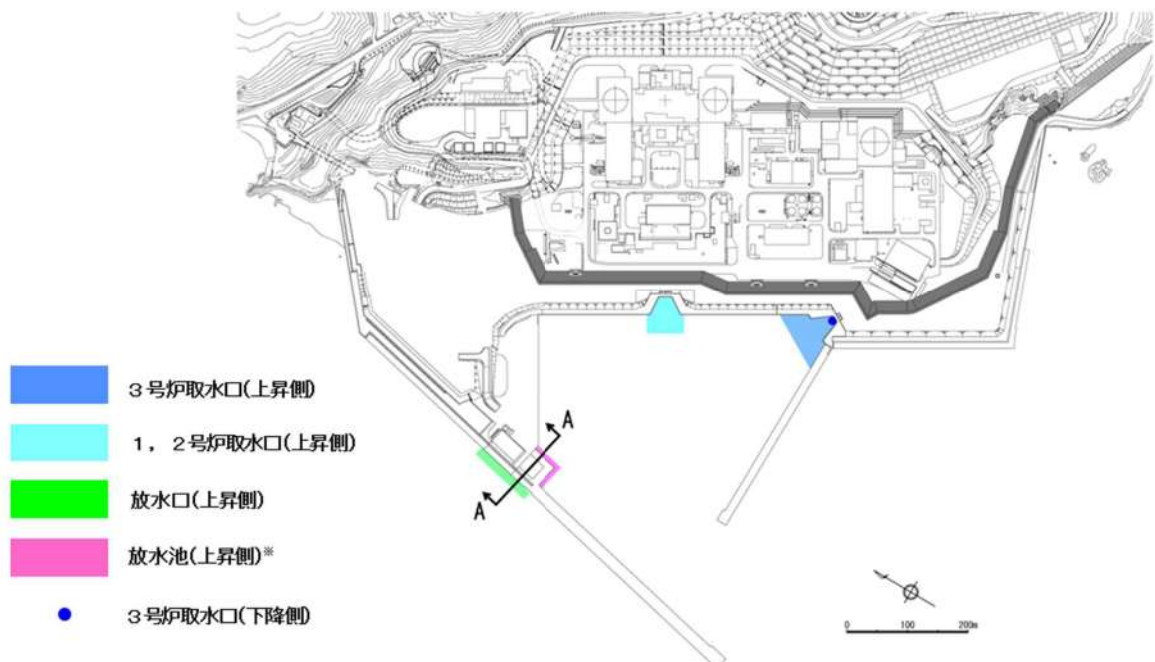 3号炉取水口(上昇側)
1,2号炉取水口(上昇側)
放水口(上昇側)
放水池(上昇側)※
3号炉取水口(下降側)
A
A
0 100 200m